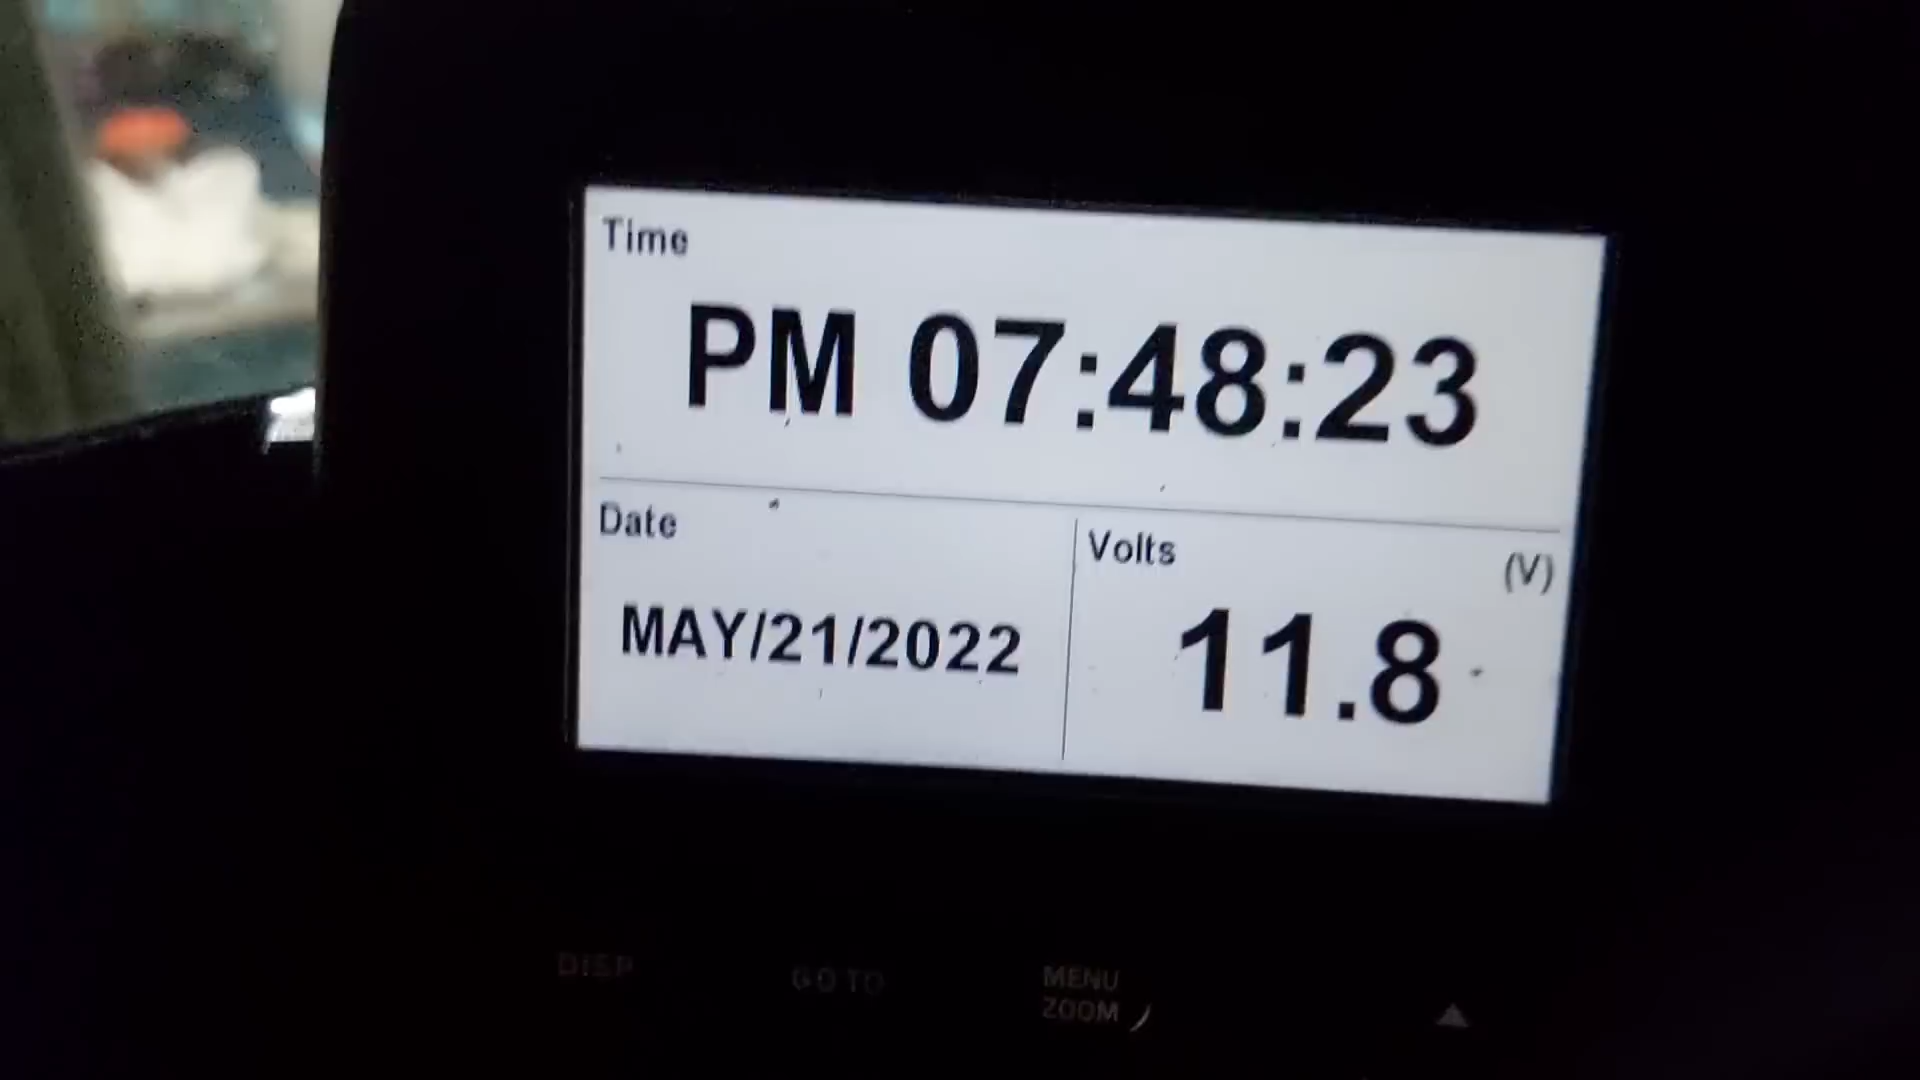 Time
PM 07:48:23
Date
MAY/21/2022
Volts (V)
11.8
DISP
GO TO
MENU
ZOOM